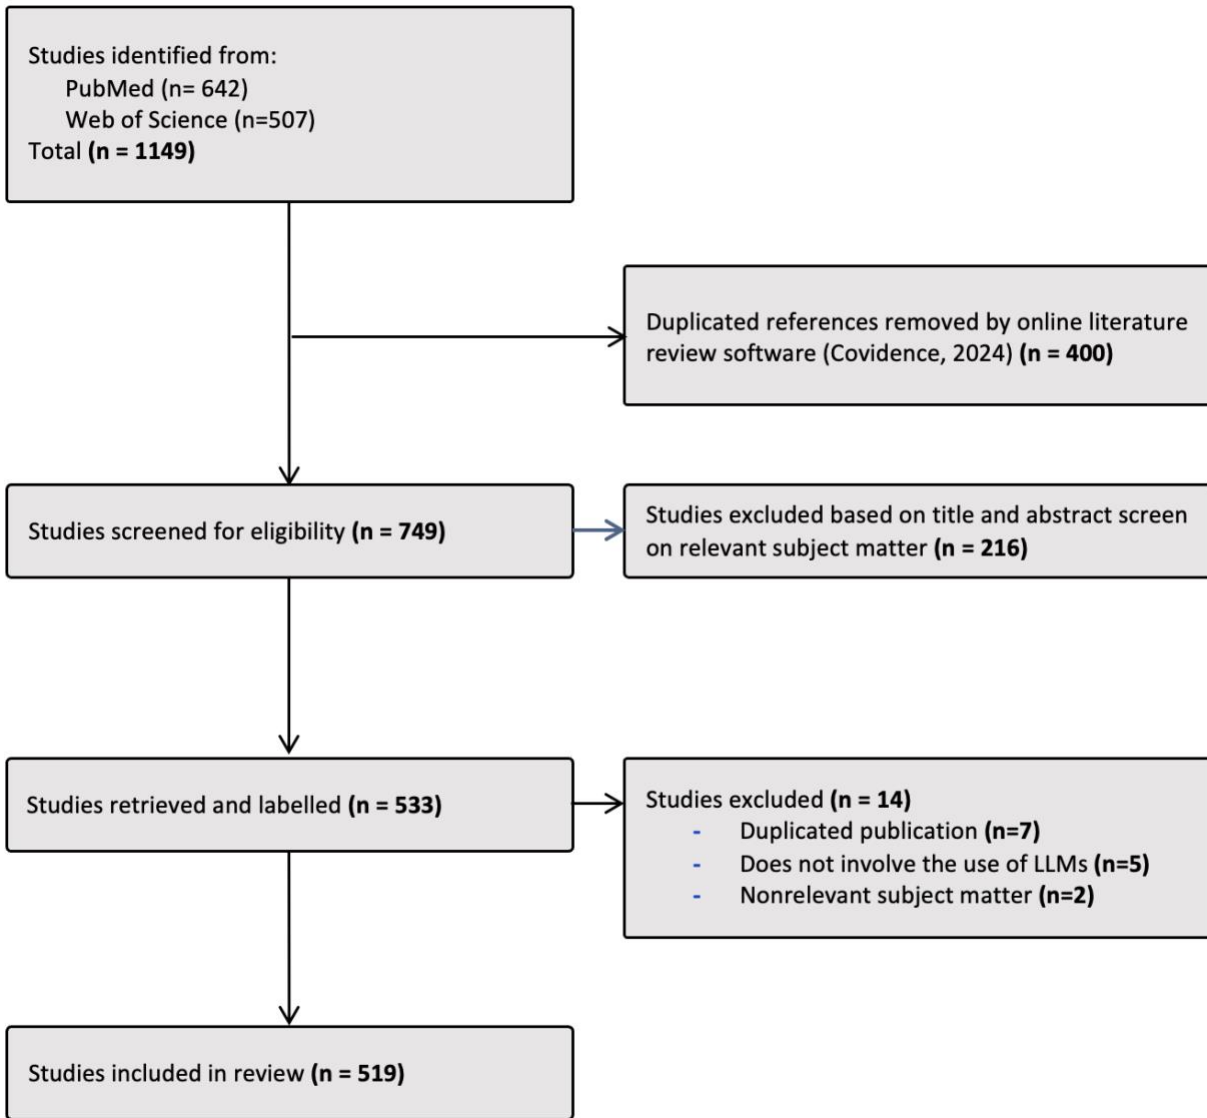 Studies identified from:
PubMed (n= 642)
Web of Science (n=507)
Total (n = 1149)
Duplicated references removed by online literature
review software (Covidence, 2024) (n = 400)
Studies screened for eligibility (n = 749)
Studies excluded based on title and abstract screen
on relevant subject matter (n = 216)
Studies retrieved and labelled (n = 533)
Studies excluded (n = 14)
- Duplicated publication (n=7)
- Does not involve the use of LLMs (n=5)
- Nonrelevant subject matter (n=2)
Studies included in review (n = 519)